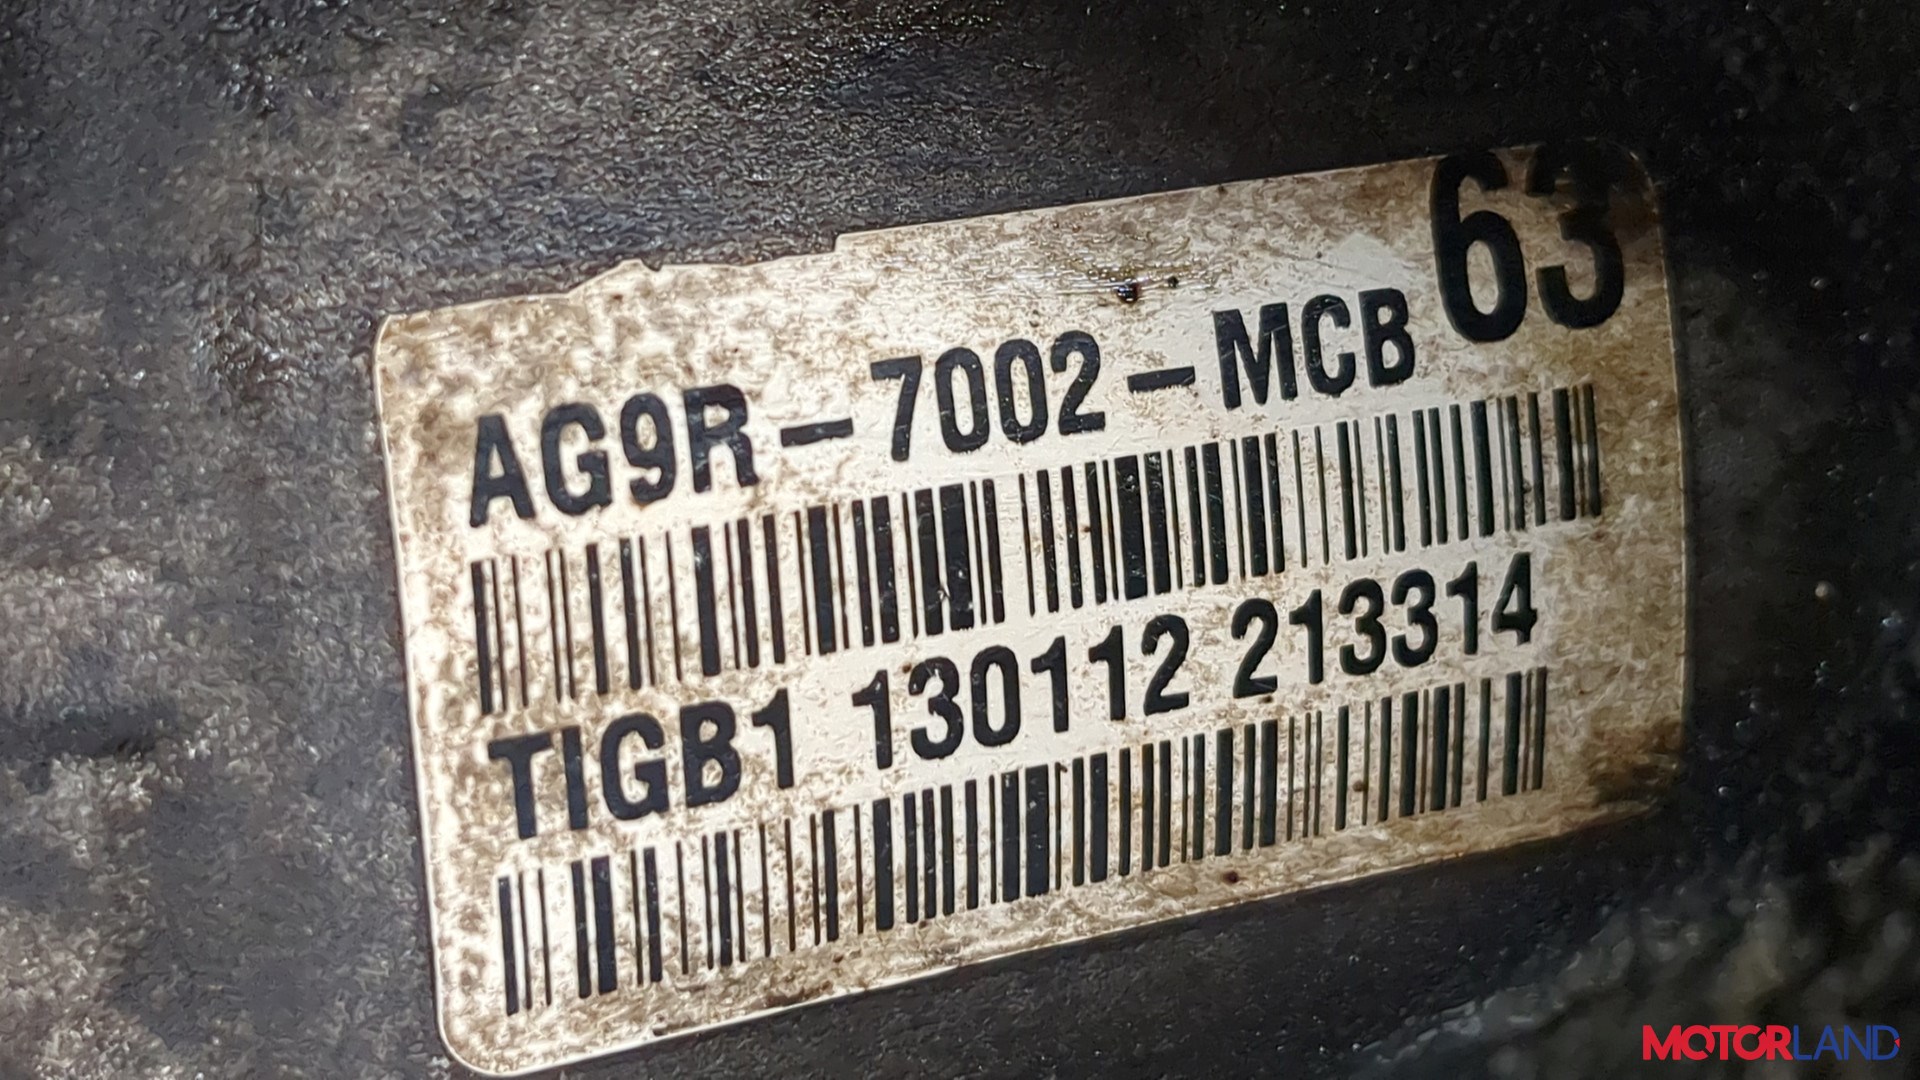 63
AG9R-7002-MCB
TIGB1 130112 213314
MOTORLAND